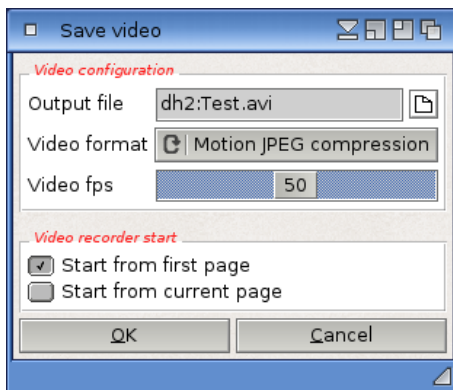 Save video
Video configuration
Output file dh2:Test.avi
Video format Motion JPEG compression
Video fps 50
Video recorder start
Start from first page
Start from current page
OK Cancel